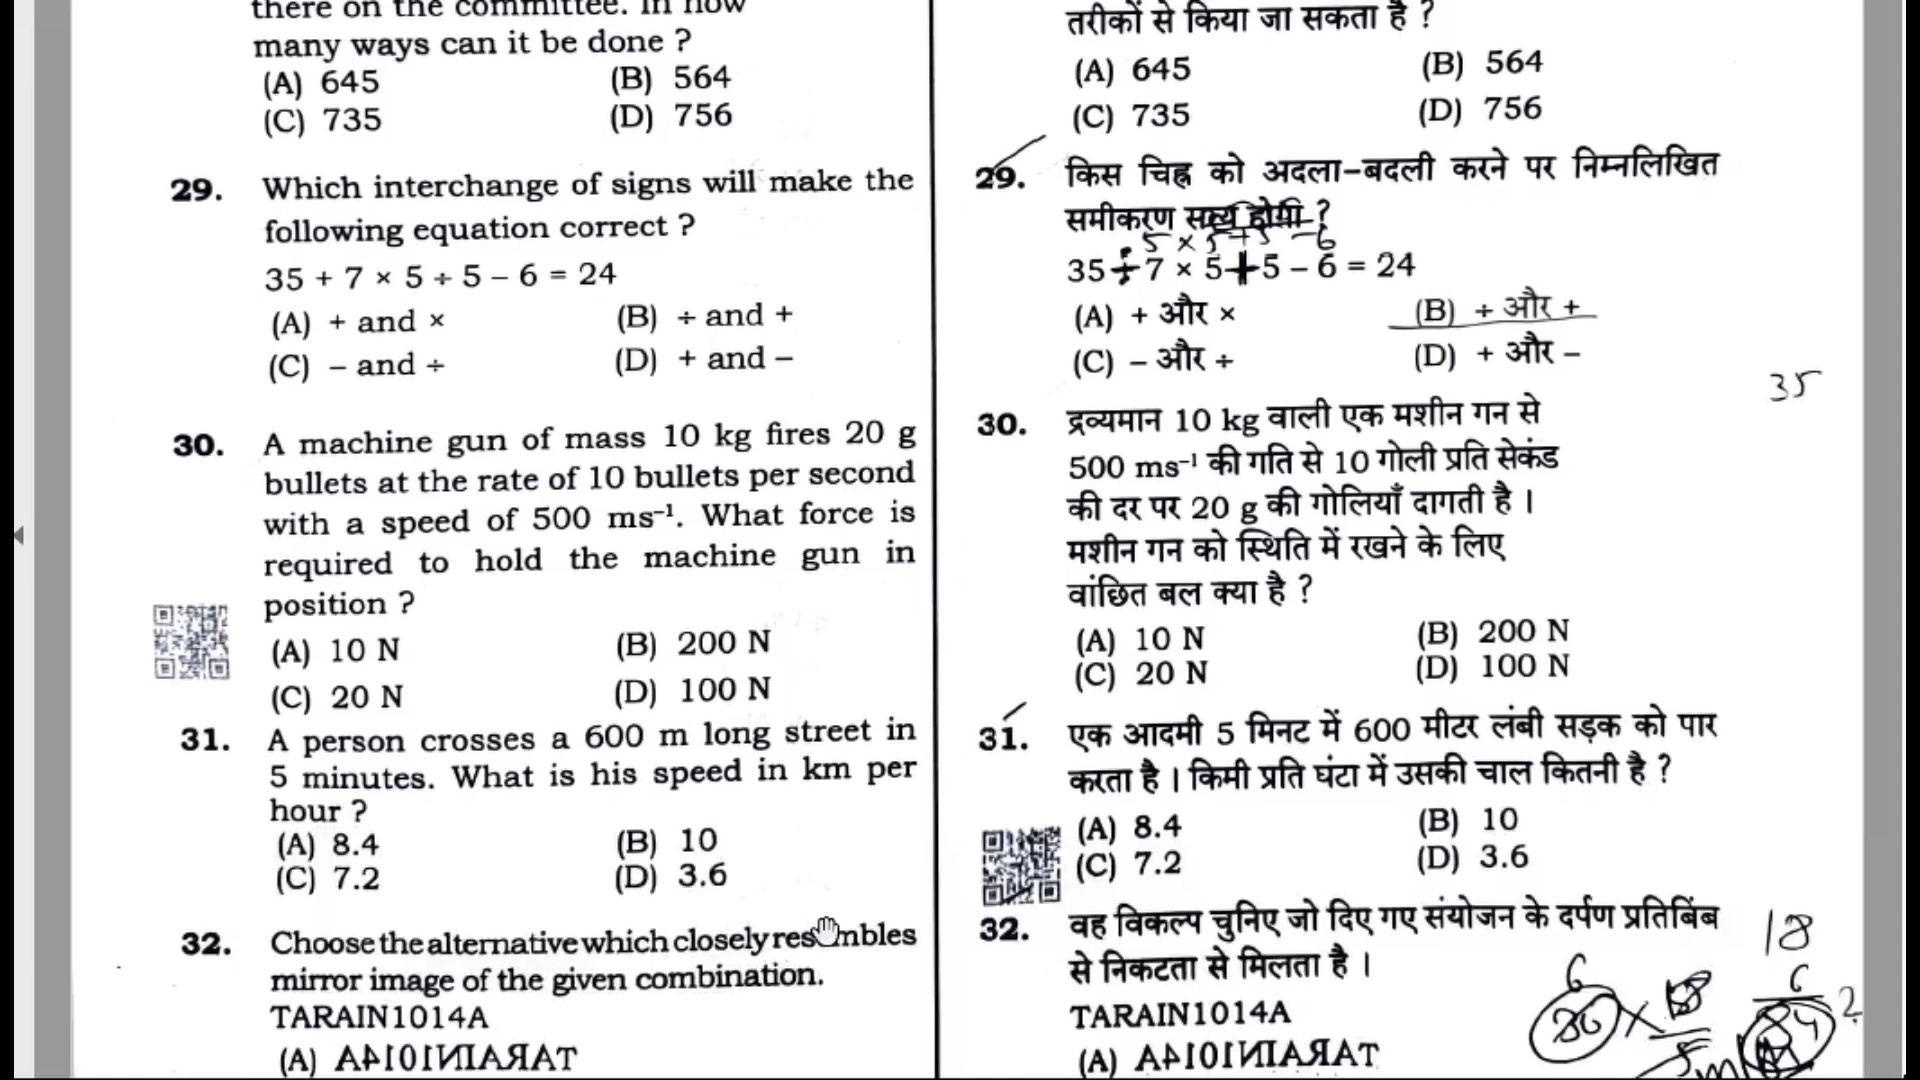 there on the committee. In how
many ways can it be done ?
(A) 645 (B) 564
(C) 735 (D) 756
29. Which interchange of signs will make the
following equation correct ?
35 + 7 × 5 ÷ 5 – 6 = 24
(A) + and × (B) ÷ and +
(C) – and ÷ (D) + and –
30. A machine gun of mass 10 kg fires 20 g
bullets at the rate of 10 bullets per second
with a speed of 500 ms⁻¹. What force is
required to hold the machine gun in
position ?
(A) 10 N (B) 200 N
(C) 20 N (D) 100 N
31. A person crosses a 600 m long street in
5 minutes. What is his speed in km per
hour ?
(A) 8.4 (B) 10
(C) 7.2 (D) 3.6
32. Choose the alternative which closely resembles
mirror image of the given combination.
TARAIN1014A
(A) Aᔨ101ИIAЯAT
तरीकों से किया जा सकता है ?
(A) 645 (B) 564
(C) 735 (D) 756
29. किस चिह्न को अदला-बदली करने पर निम्नलिखित
समीकरण सत्य होगी ?
5 × 5 + 5 – 6
35 ÷ 7 × 5 + 5 – 6 = 24
(A) + और × (B) ÷ और +
(C) – और ÷ (D) + और –
35
30. द्रव्यमान 10 kg वाली एक मशीन गन से
500 ms⁻¹ की गति से 10 गोली प्रति सेकंड
की दर पर 20 g की गोलियाँ दागती है ।
मशीन गन को स्थिति में रखने के लिए
वांछित बल क्या है ?
(A) 10 N (B) 200 N
(C) 20 N (D) 100 N
31. एक आदमी 5 मिनट में 600 मीटर लंबी सड़क को पार
करता है । किमी प्रति घंटा में उसकी चाल कितनी है ?
(A) 8.4 (B) 10
(C) 7.2 (D) 3.6
32. वह विकल्प चुनिए जो दिए गए संयोजन के दर्पण प्रतिबिंब
से निकटता से मिलता है ।
TARAIN1014A
(A) Aᔨ101ИIAЯAT
18
6
6